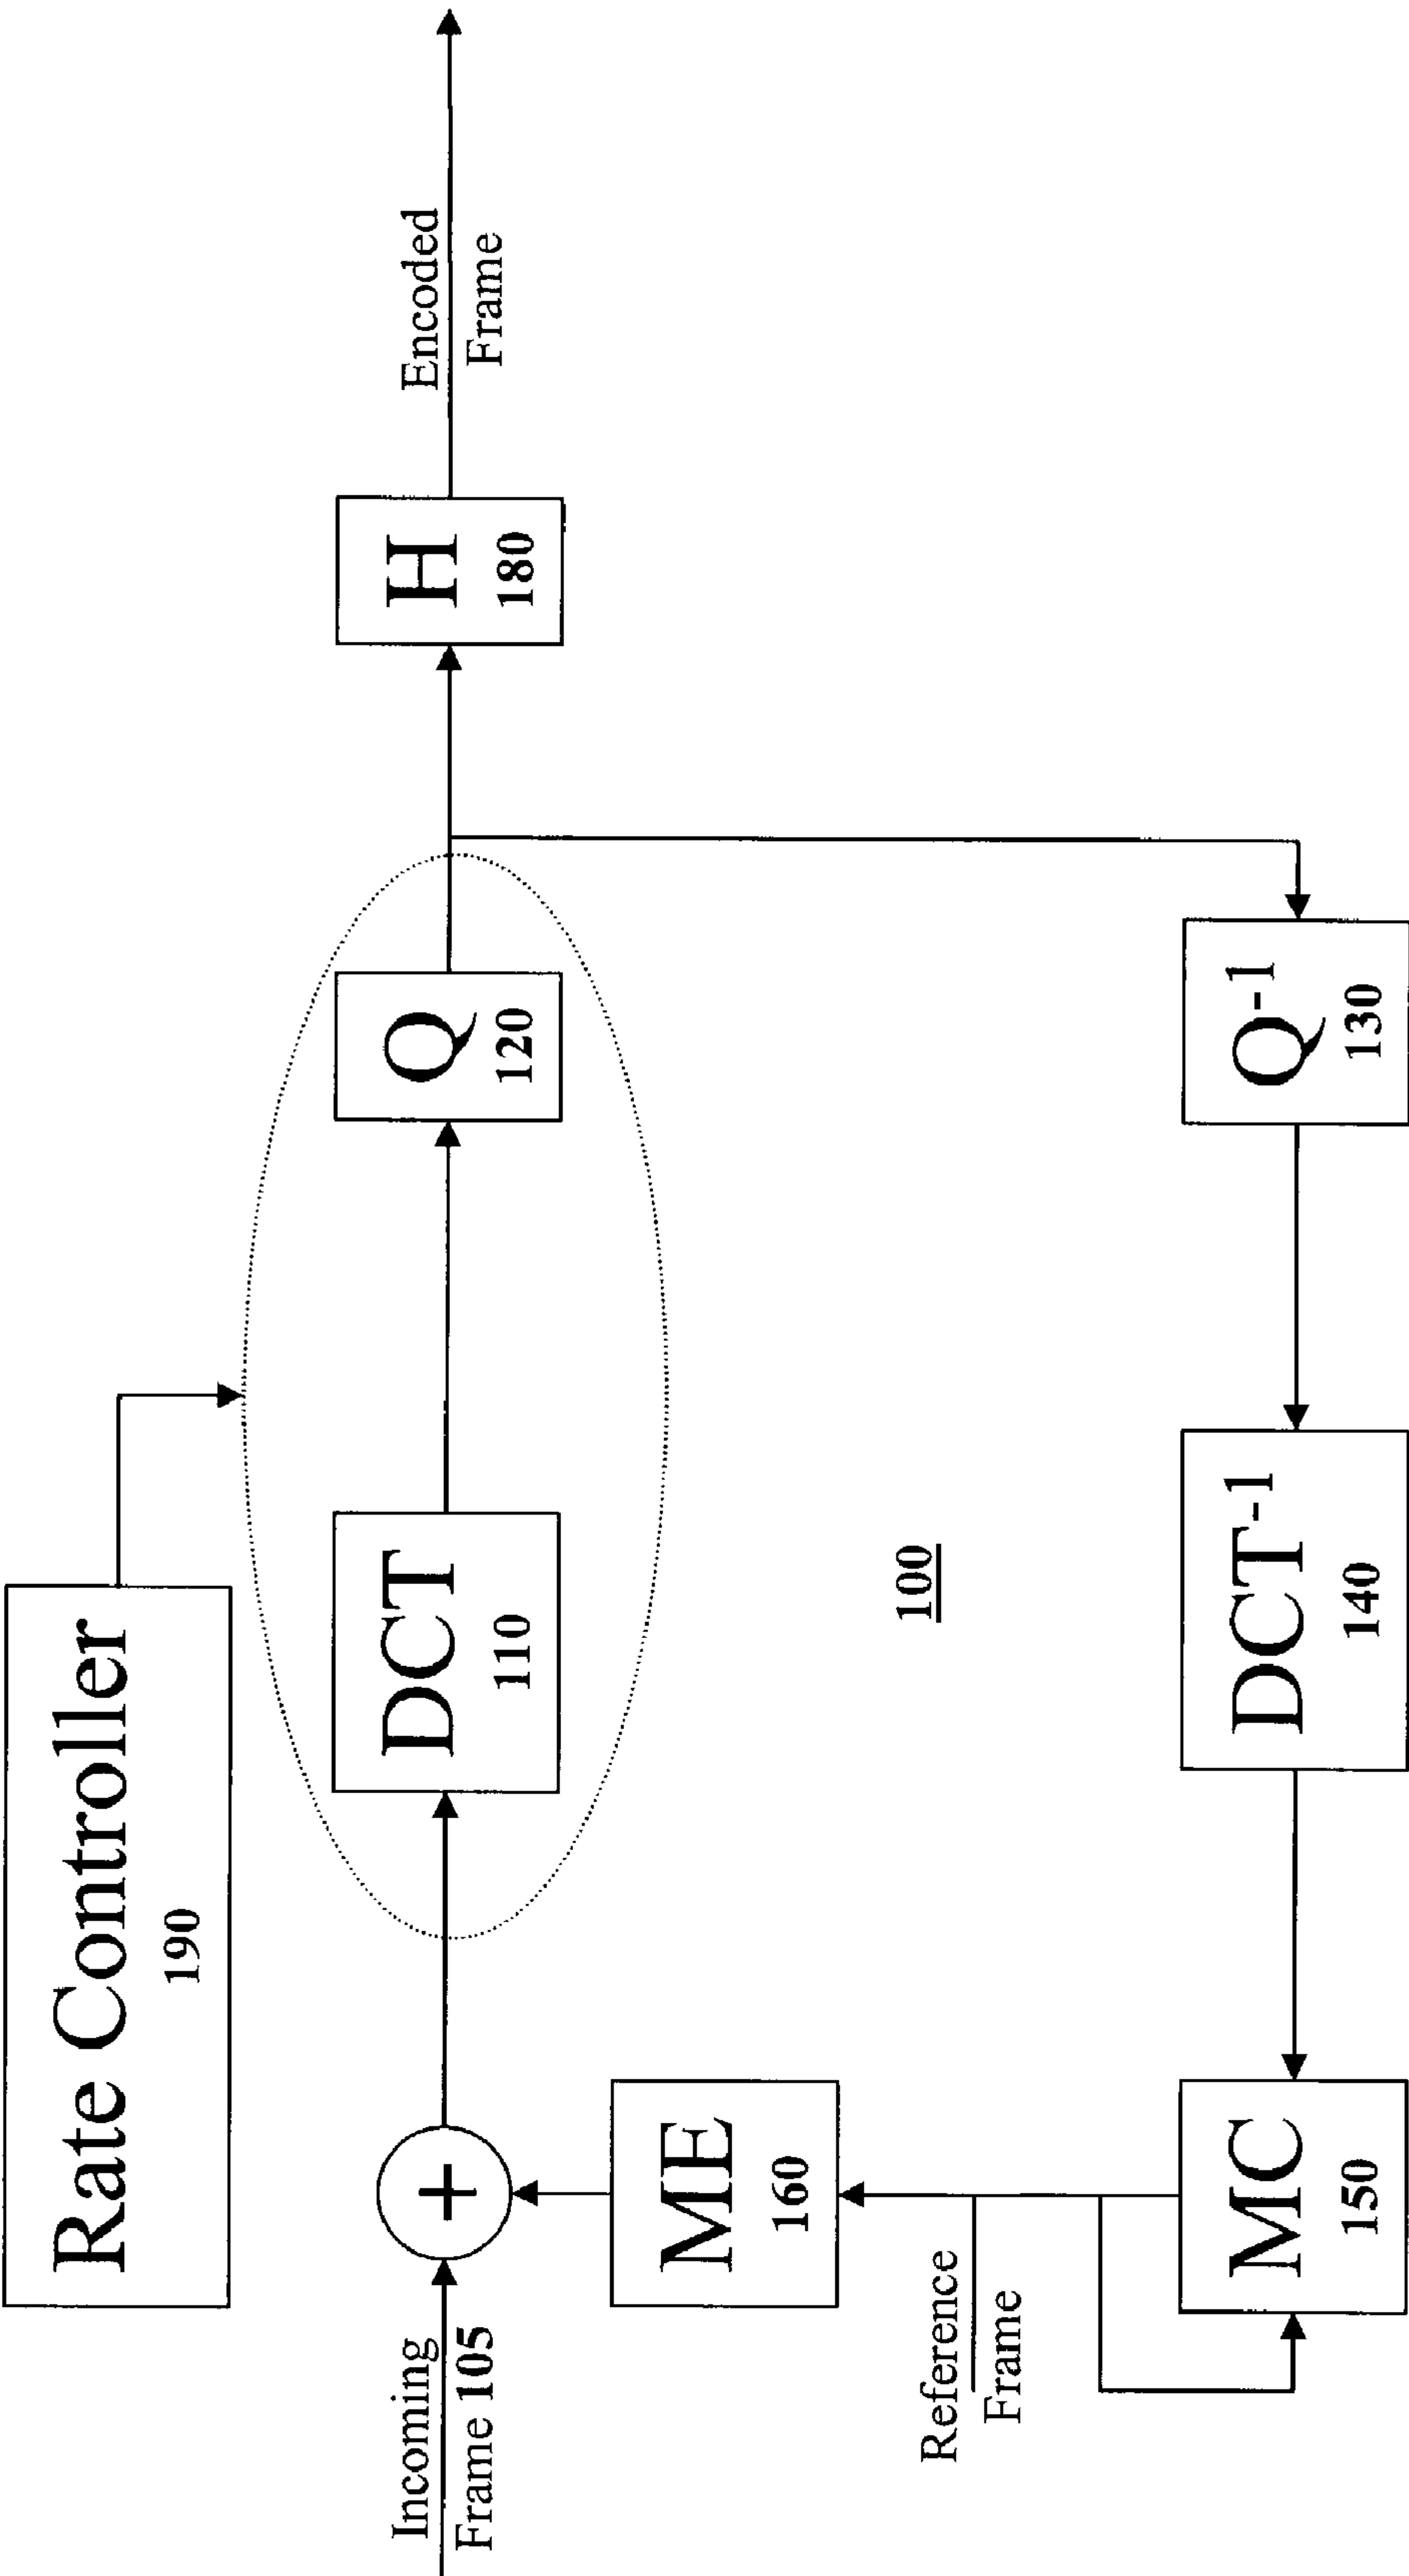 Rate Controller
190
Incoming
Frame 105
+
DCT
110
Q
120
H
180
Encoded
Frame
ME
160
100
Reference
Frame
MC
150
DCT-1
140
Q-1
130